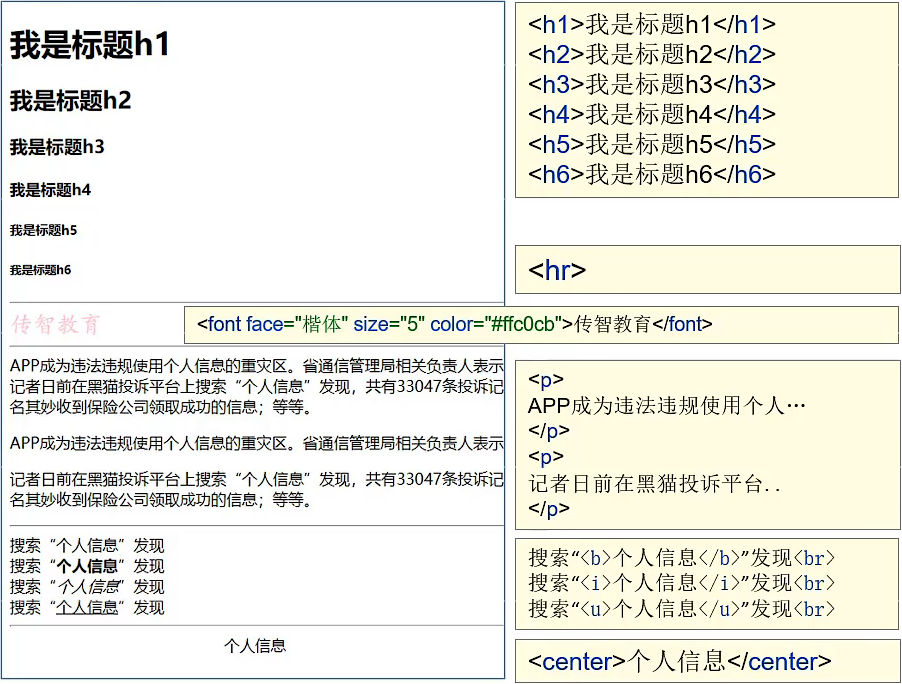 我是标题h1
我是标题h2
我是标题h3
我是标题h4
我是标题h5
我是标题h6
传智教育
APP成为违法违规使用个人信息的重灾区。省通信管理局相关负责人表示
记者日前在黑猫投诉平台上搜索“个人信息”发现，共有33047条投诉记
名其妙收到保险公司领取成功的信息；等等。
APP成为违法违规使用个人信息的重灾区。省通信管理局相关负责人表示
记者日前在黑猫投诉平台上搜索“个人信息”发现，共有33047条投诉记
名其妙收到保险公司领取成功的信息；等等。
搜索“个人信息”发现
搜索“个人信息”发现
搜索“个人信息”发现
搜索“个人信息”发现
个人信息
<h1>我是标题h1</h1>
<h2>我是标题h2</h2>
<h3>我是标题h3</h3>
<h4>我是标题h4</h4>
<h5>我是标题h5</h5>
<h6>我是标题h6</h6>
<hr>
<font face="楷体" size="5" color="#ffc0cb">传智教育</font>
<p>
APP成为违法违规使用个人…
</p>
<p>
记者日前在黑猫投诉平台..
</p>
搜索“<b>个人信息</b>”发现<br>
搜索“<i>个人信息</i>”发现<br>
搜索“<u>个人信息</u>”发现<br>
<center>个人信息</center>